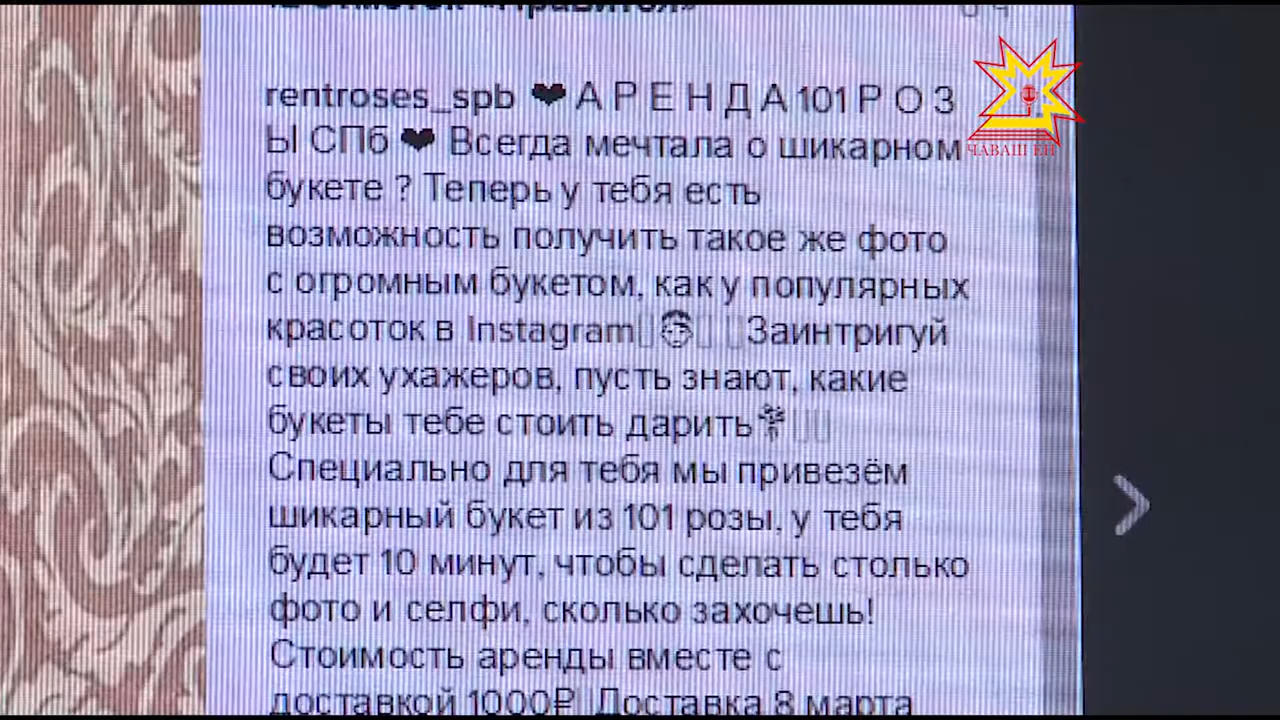 «Нравится»
rentroses_spb ❤ А Р Е Н Д А 101 Р О З
Ы СПб ❤ Всегда мечтала о шикарном
букете ? Теперь у тебя есть
возможность получить такое же фото
с огромным букетом, как у популярных
красоток в Instagram Заинтригуй
своих ухажеров, пусть знают, какие
букеты тебе стоить дарить
Специально для тебя мы привезём
шикарный букет из 101 розы, у тебя
будет 10 минут, чтобы сделать столько
фото и селфи, сколько захочешь!
Стоимость аренды вместе с
доставкой 1000₽ Доставка 8 марта
ЧӐВАШ ЕН